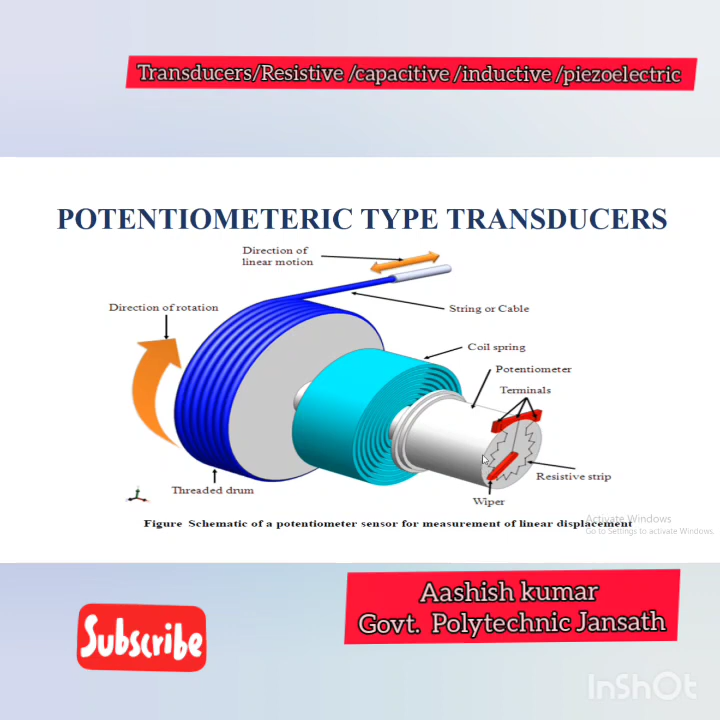 Transducers/Resistive /capacitive /inductive /piezoelectric
POTENTIOMETERIC TYPE TRANSDUCERS
Direction of
linear motion
Direction of rotation
String or Cable
Coil spring
Potentiometer
Terminals
Resistive strip
Wiper
Threaded drum
Figure Schematic of a potentiometer sensor for measurement of linear displacement
Activate Windows
Go to Settings to activate Windows.
Subscribe
Aashish kumar
Govt. Polytechnic Jansath
InShOt